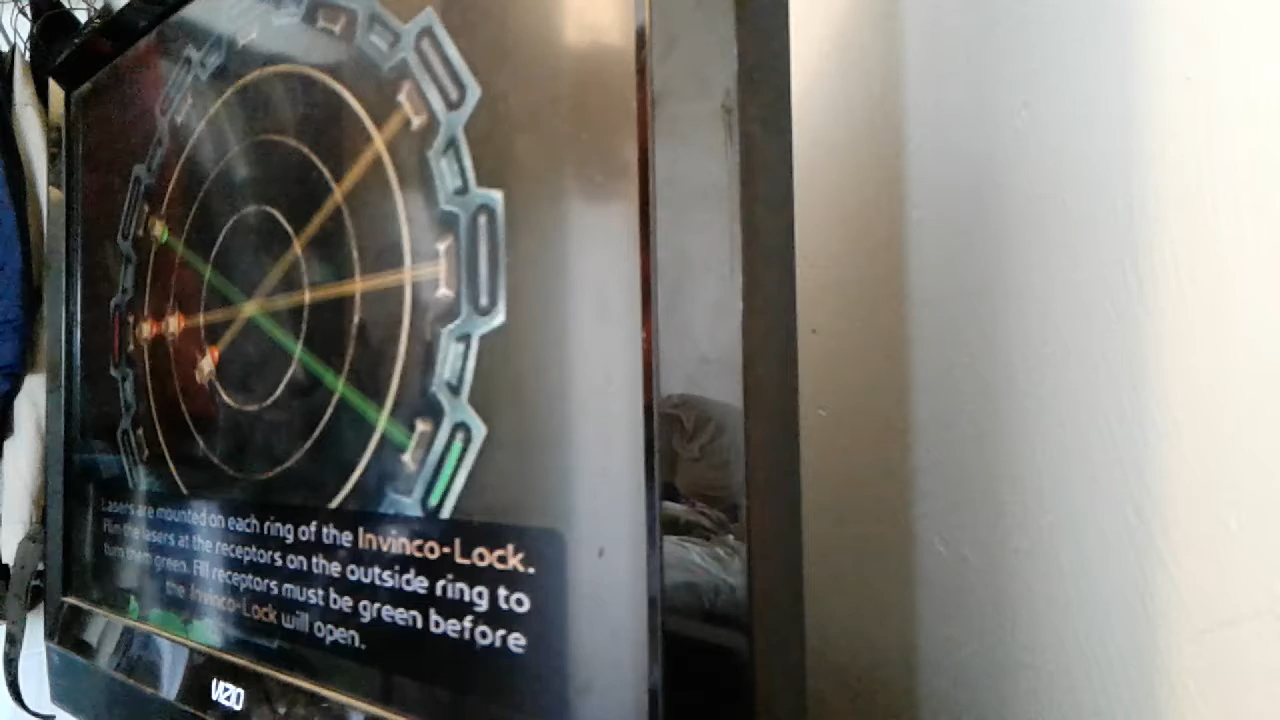 Lasers are mounted on each ring of the Invinco-Lock.
Aim the lasers at the receptors on the outside ring to
turn them green. All receptors must be green before
the Invinco-Lock will open.
VIZIO